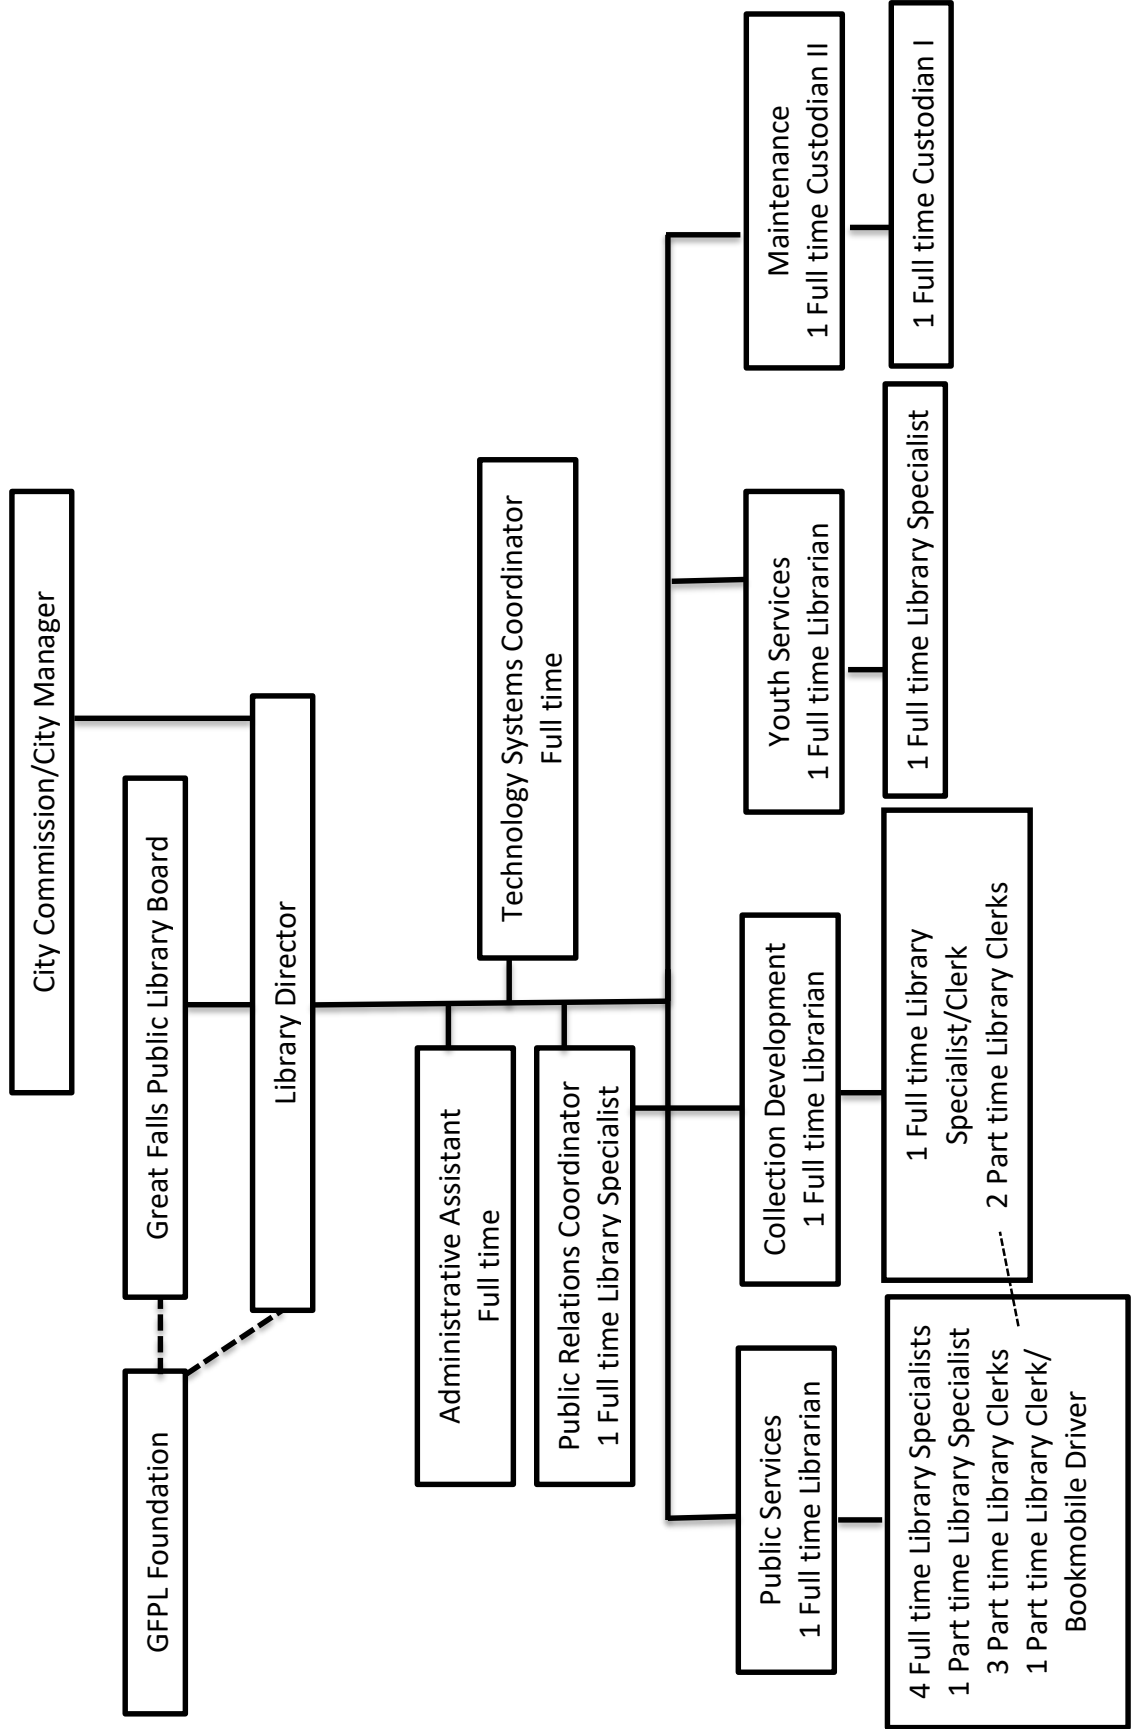 City Commission/City Manager
Great Falls Public Library Board
GFPL Foundation
Library Director
Administrative Assistant
Full time
Technology Systems Coordinator
Full time
Public Relations Coordinator
1 Full time Library Specialist
Public Services
1 Full time Librarian
Collection Development
1 Full time Librarian
Youth Services
1 Full time Librarian
Maintenance
1 Full time Custodian II
4 Full time Library Specialists
1 Part time Library Specialist
3 Part time Library Clerks
1 Part time Library Clerk/
Bookmobile Driver
1 Full time Library
Specialist/Clerk
2 Part time Library Clerks
1 Full time Library Specialist
1 Full time Custodian I